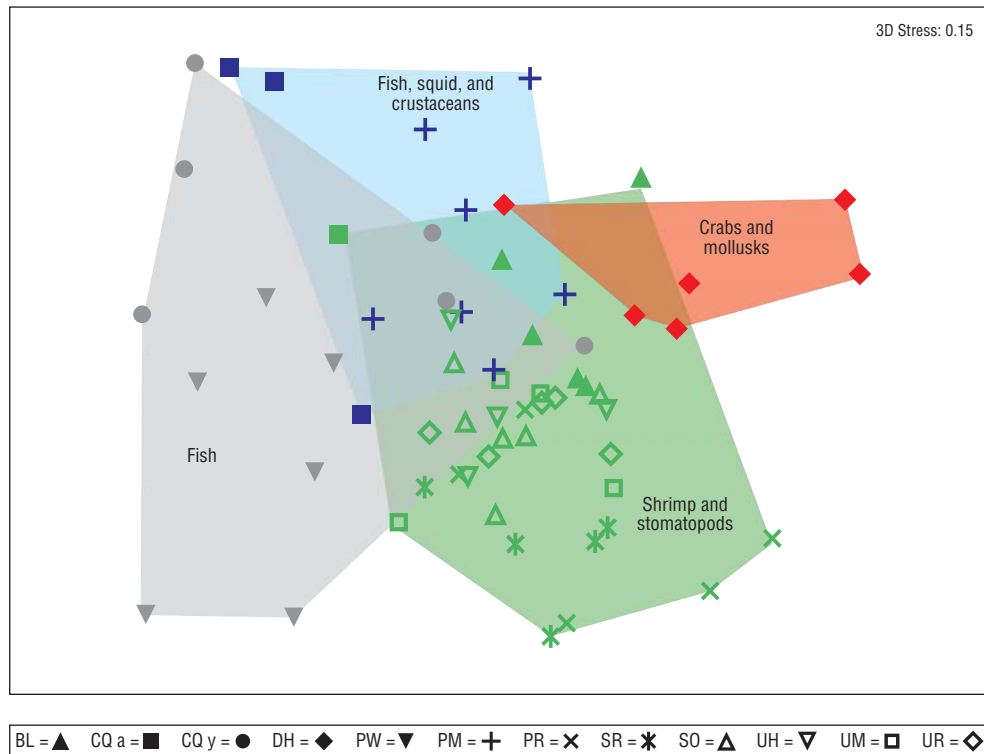 3D Stress: 0.15
Fish, squid, and
crustaceans
Crabs and
mollusks
Fish
Shrimp and
stomatopods
BL = ▲ CQ a = ■ CQ y = ● DH = ◆ PW = ▼ PM = + PR = × SR = ⚹ SO = △ UH = ▽ UM = □ UR = ◇